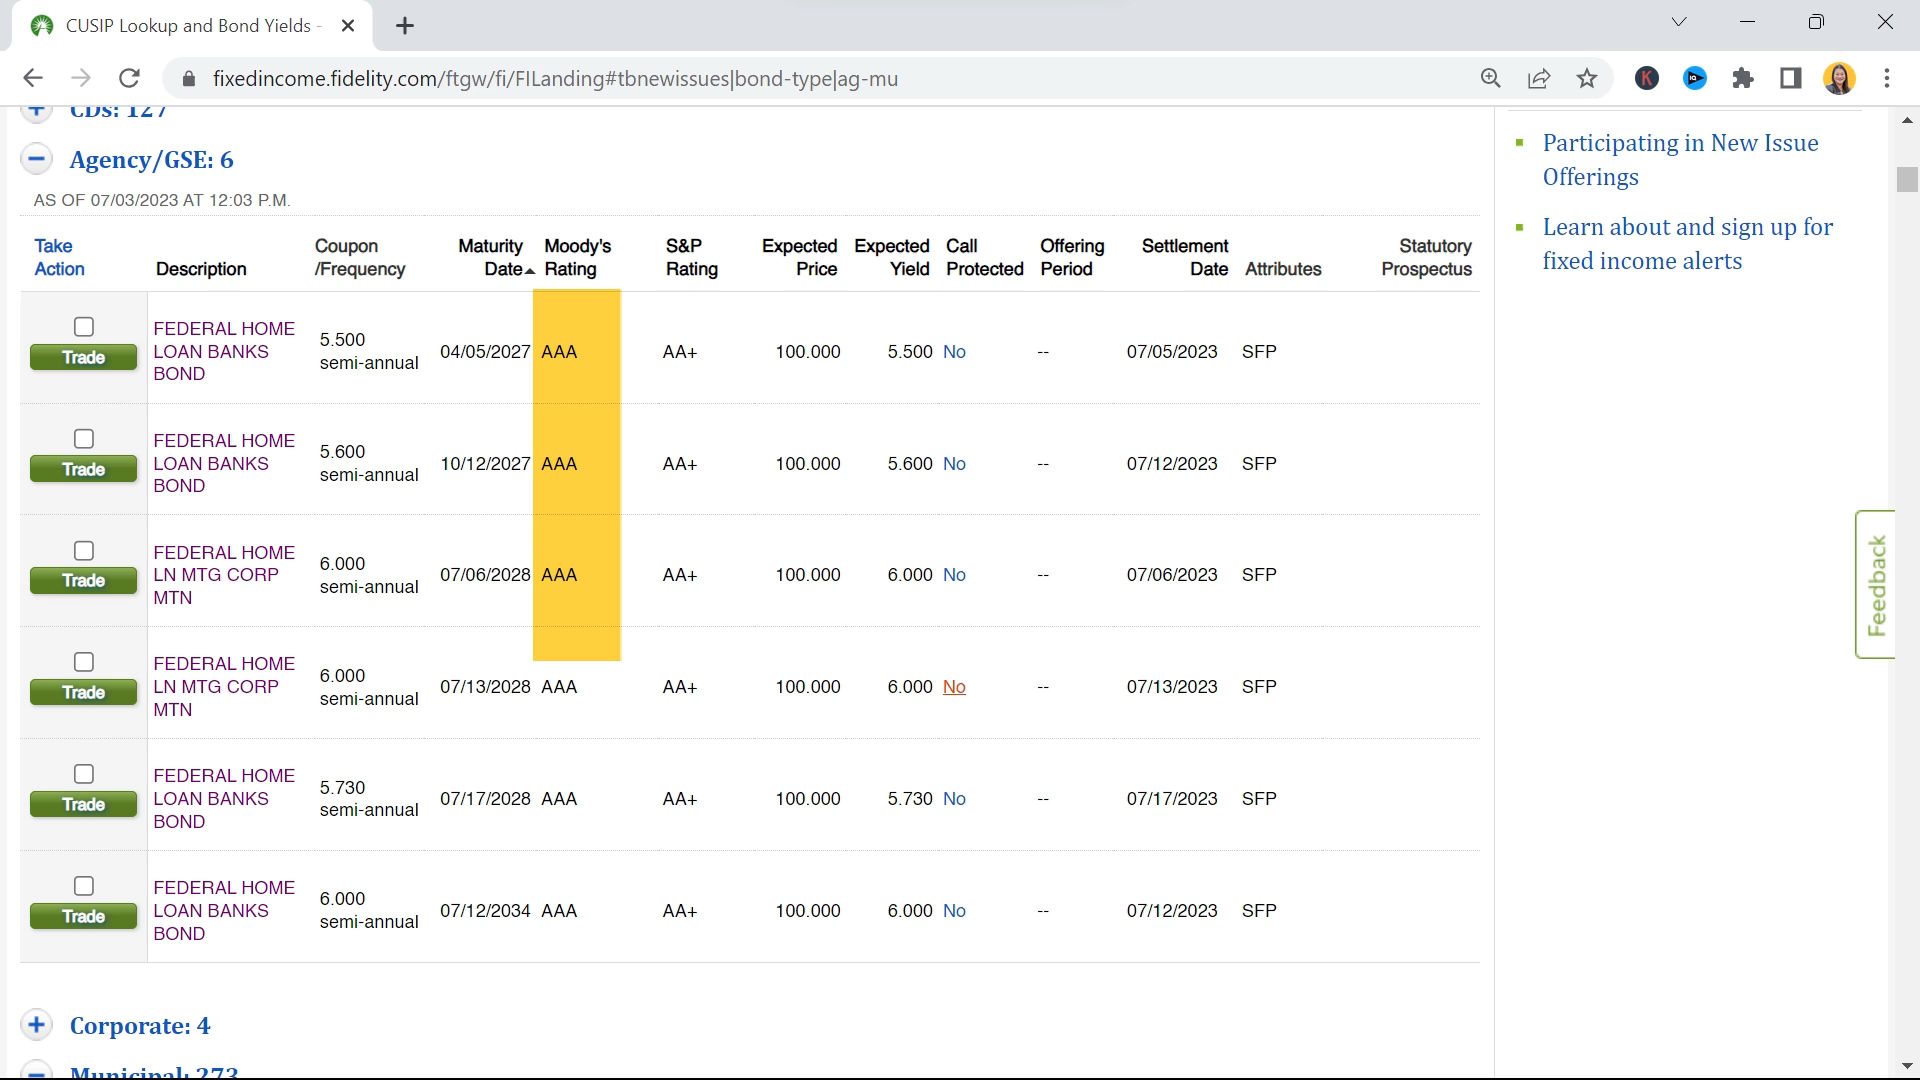 CUSIP Lookup and Bond Yields -
fixedincome.fidelity.com/ftgw/fi/FILanding#tbnewissues|bond-type|ag-mu
K
CDs: 127
Agency/GSE: 6
AS OF 07/03/2023 AT 12:03 P.M.
Take Action Description Coupon /Frequency Maturity Date Moody's Rating S&P Rating Expected Price Expected Yield Call Protected Offering Period Settlement Date Attributes Statutory Prospectus
Trade FEDERAL HOME LOAN BANKS BOND 5.500 semi-annual 04/05/2027 AAA AA+ 100.000 5.500 No -- 07/05/2023 SFP
Trade FEDERAL HOME LOAN BANKS BOND 5.600 semi-annual 10/12/2027 AAA AA+ 100.000 5.600 No -- 07/12/2023 SFP
Trade FEDERAL HOME LN MTG CORP MTN 6.000 semi-annual 07/06/2028 AAA AA+ 100.000 6.000 No -- 07/06/2023 SFP
Trade FEDERAL HOME LN MTG CORP MTN 6.000 semi-annual 07/13/2028 AAA AA+ 100.000 6.000 No -- 07/13/2023 SFP
Trade FEDERAL HOME LOAN BANKS BOND 5.730 semi-annual 07/17/2028 AAA AA+ 100.000 5.730 No -- 07/17/2023 SFP
Trade FEDERAL HOME LOAN BANKS BOND 6.000 semi-annual 07/12/2034 AAA AA+ 100.000 6.000 No -- 07/12/2023 SFP
Corporate: 4
Municipal: 273
Participating in New Issue
Offerings
Learn about and sign up for
fixed income alerts
Feedback